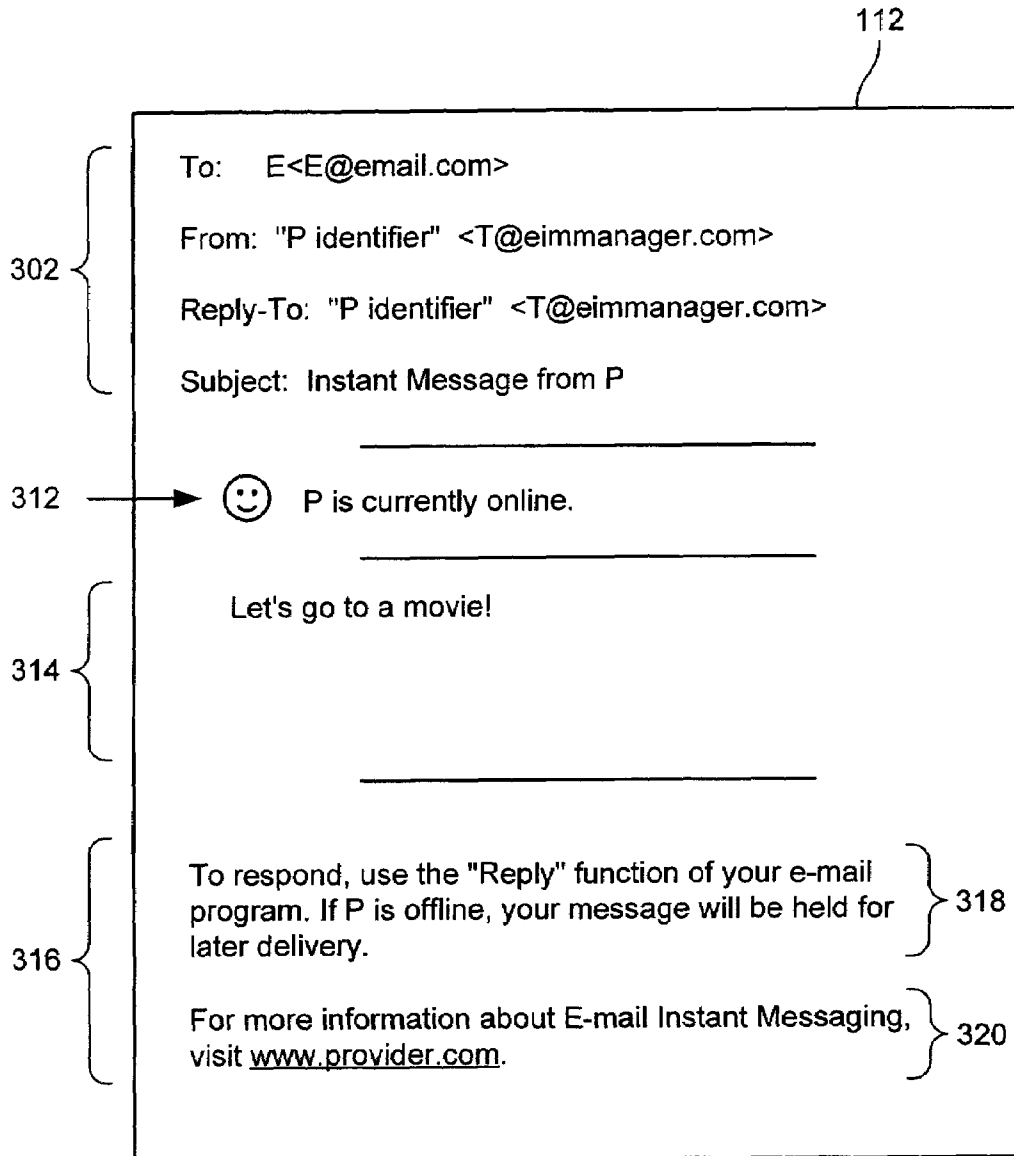 112
302
To: E<E@email.com>
From: "P identifier" <T@eimmanager.com>
Reply-To: "P identifier" <T@eimmanager.com>
Subject: Instant Message from P
312
P is currently online.
314
Let's go to a movie!
316
To respond, use the "Reply" function of your e-mail
program. If P is offline, your message will be held for
later delivery.
318
For more information about E-mail Instant Messaging,
visit www.provider.com.
320